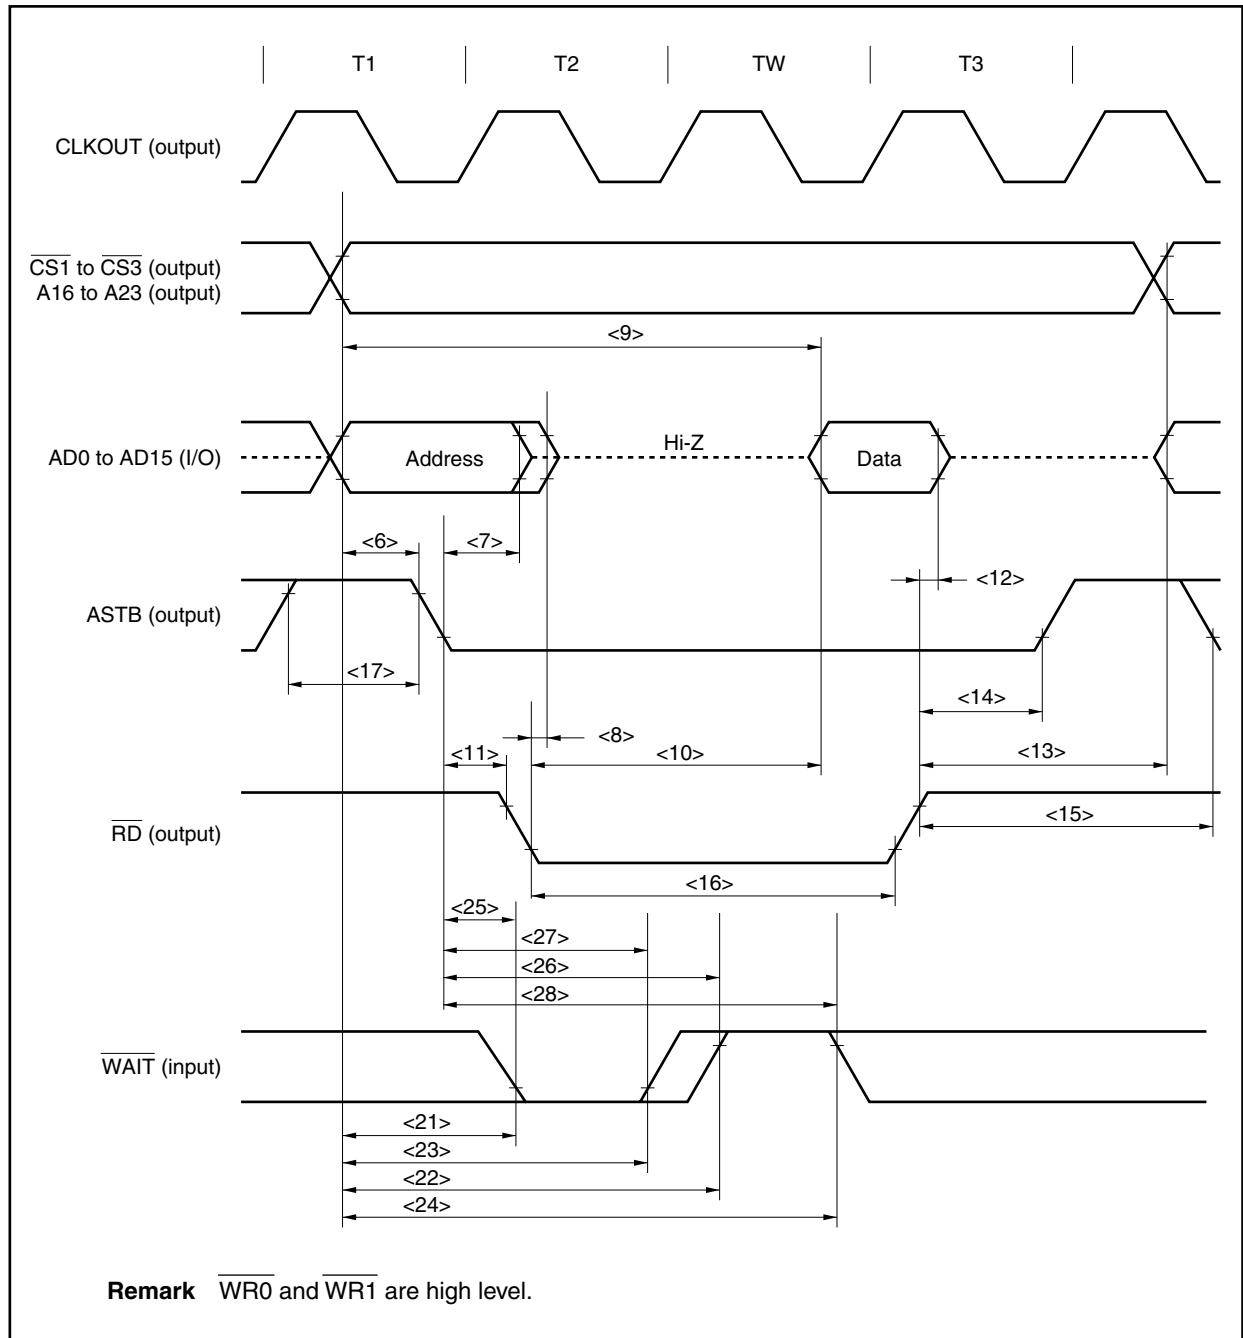 T1 T2 TW T3
CLKOUT (output)
CS1 to CS3 (output)
A16 to A23 (output)
<9>
AD0 to AD15 (I/O)
Address
Hi-Z
Data
<6>
<7>
<12>
ASTB (output)
<17>
<14>
<8>
<11>
<10>
<13>
<15>
RD (output)
<16>
<25>
<27>
<26>
<28>
WAIT (input)
<21>
<23>
<22>
<24>
Remark WR0 and WR1 are high level.